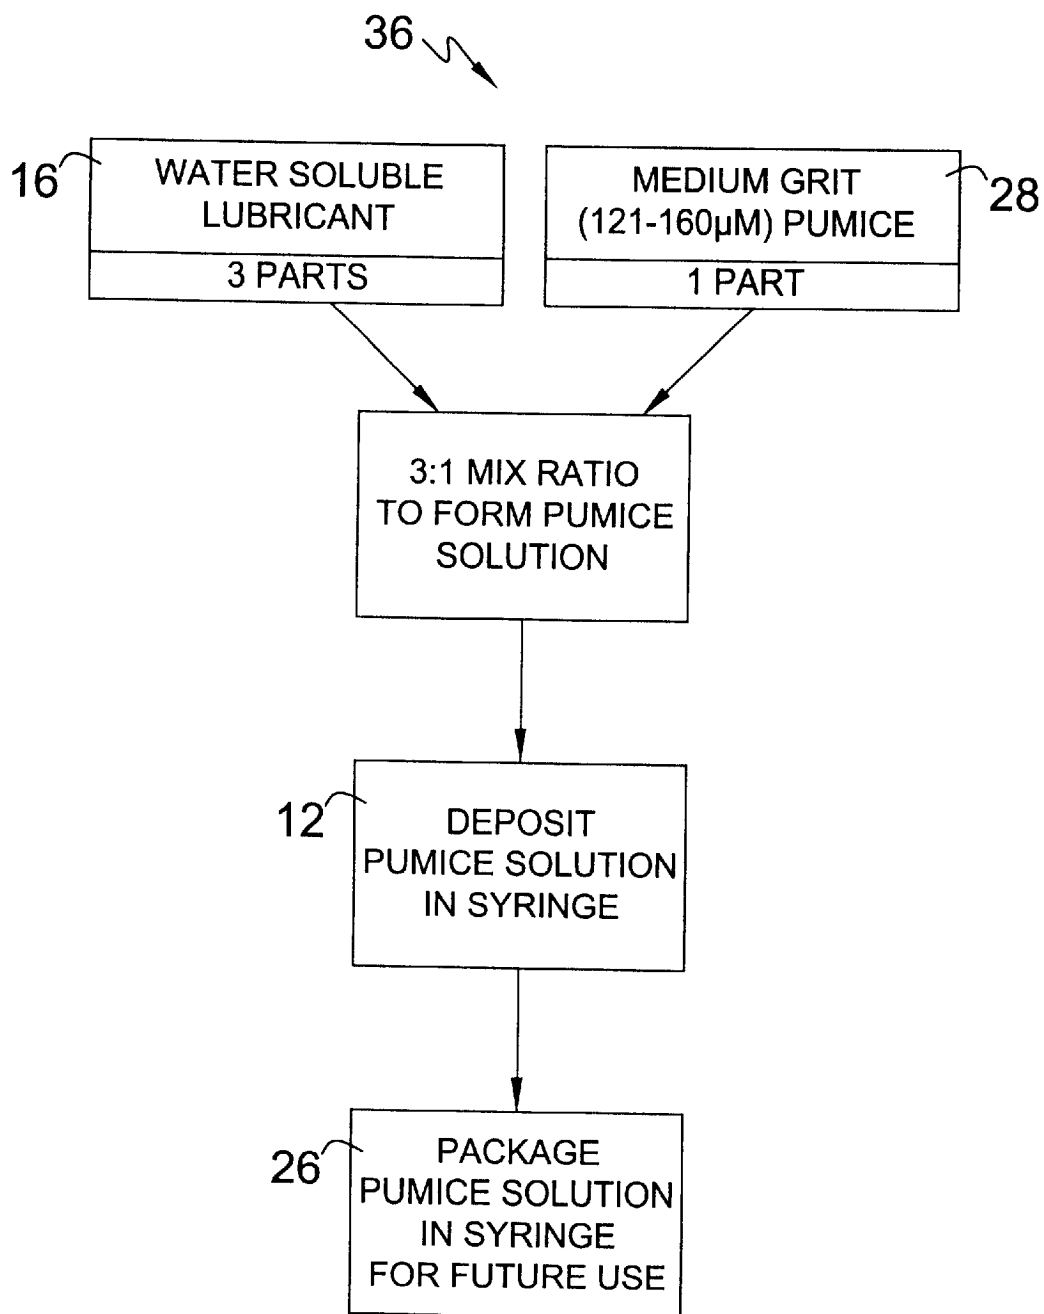 36
16
WATER SOLUBLE
LUBRICANT
3 PARTS
MEDIUM GRIT
(121-160µM) PUMICE
1 PART
28
3:1 MIX RATIO
TO FORM PUMICE
SOLUTION
12
DEPOSIT
PUMICE SOLUTION
IN SYRINGE
26
PACKAGE
PUMICE SOLUTION
IN SYRINGE
FOR FUTURE USE